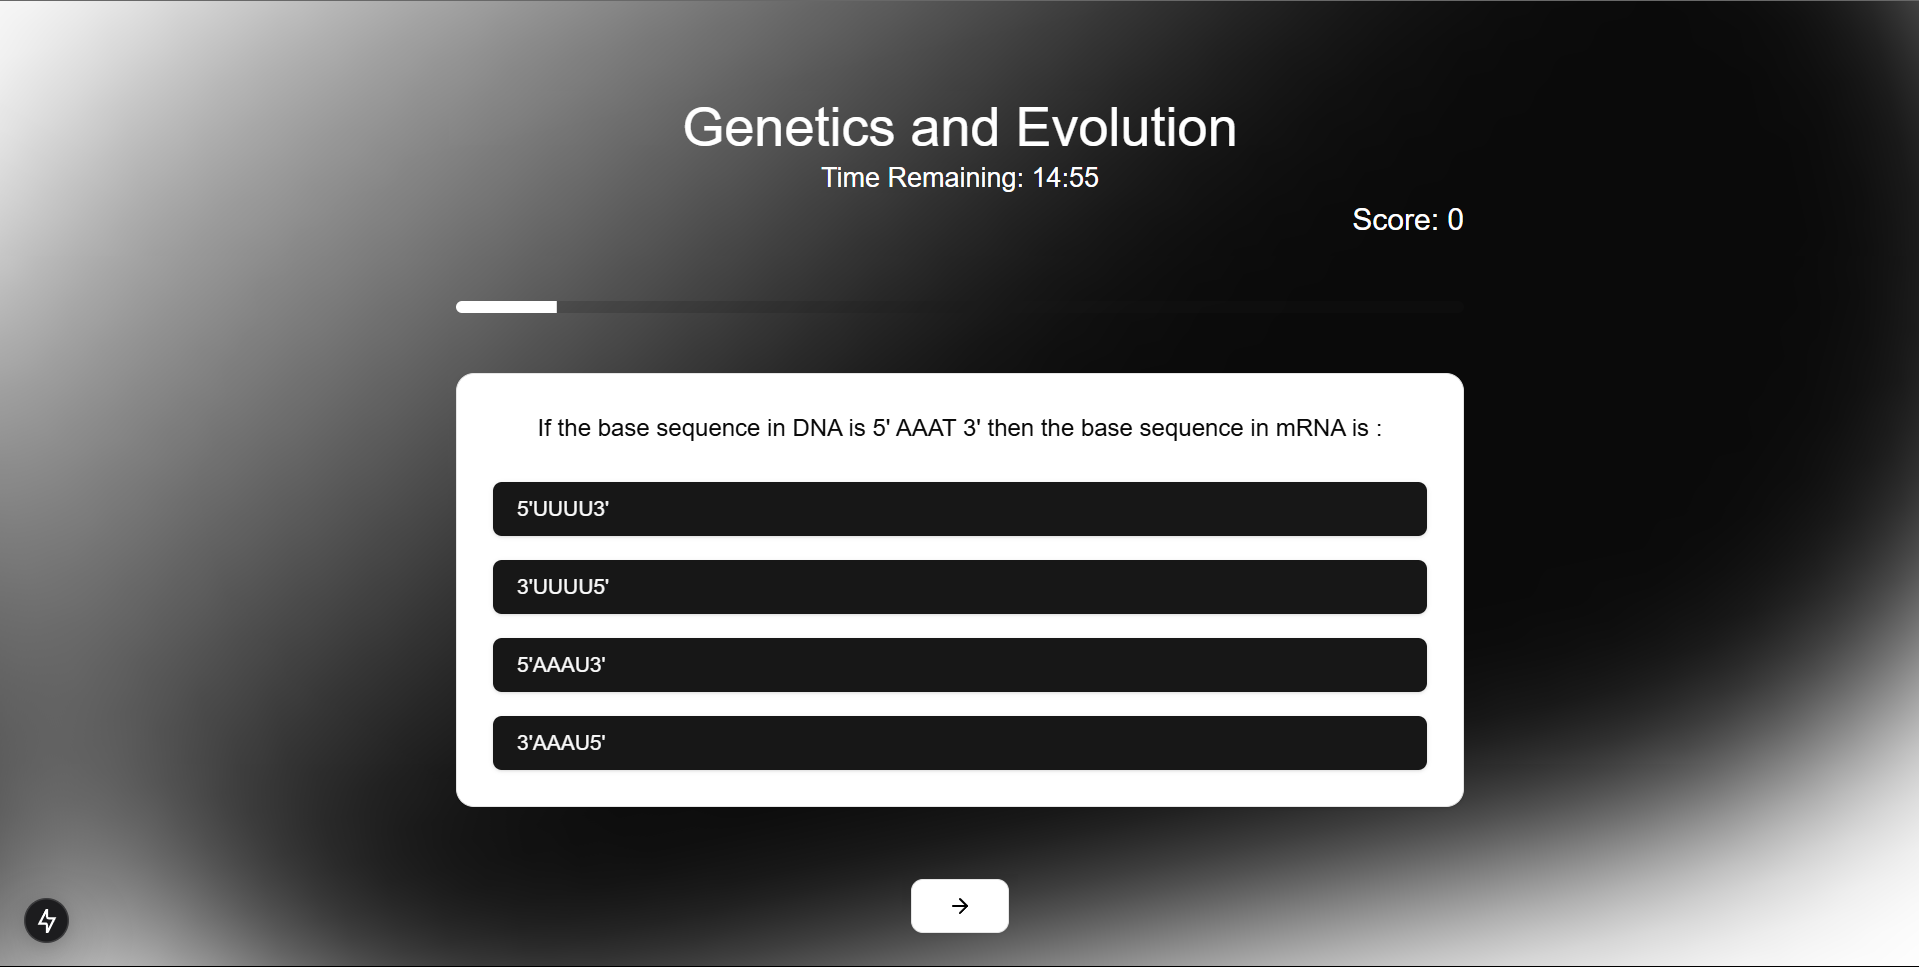 Genetics and Evolution
Time Remaining: 14:55
Score: 0
If the base sequence in DNA is 5' AAAT 3' then the base sequence in mRNA is :
5'UUUU3'
3'UUUU5'
5'AAAU3'
3'AAAU5'